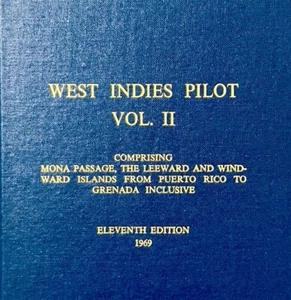 WEST INDIES PILOT
VOL. II
COMPRISING
MONA PASSAGE, THE LEEWARD AND WIND-
WARD ISLANDS FROM PUERTO RICO TO
GRENADA INCLUSIVE
ELEVENTH EDITION
1969